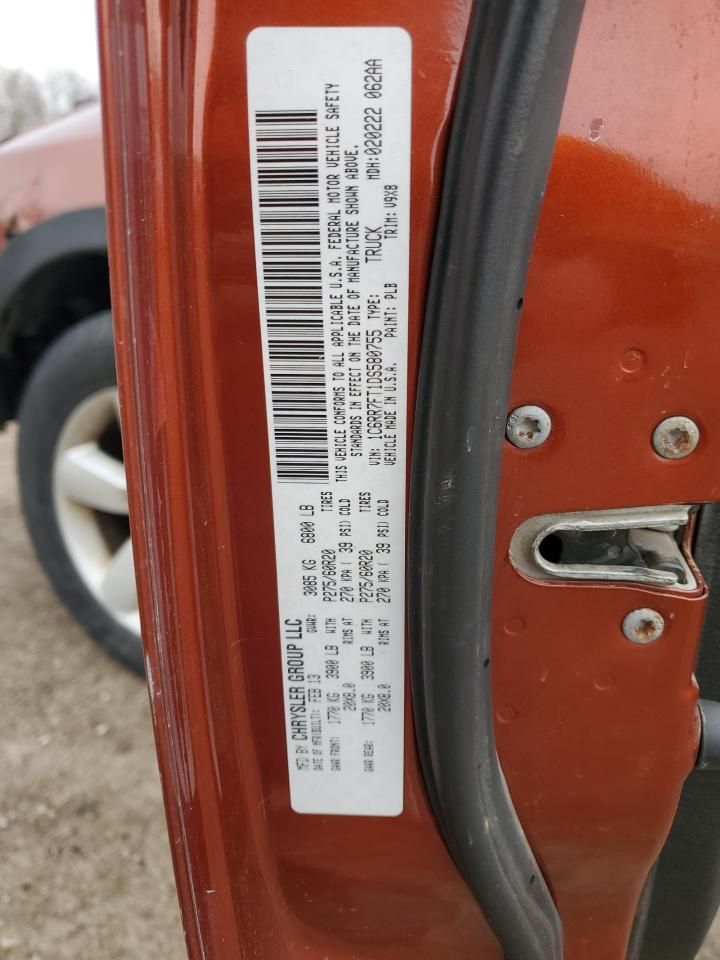 MFD BY CHRYSLER GROUP LLC
DATE OF MFR(BUILT): FEB 13 GVWR: 3085 KG 6800 LB
GAWR FRONT: 1770 KG 3900 LB WITH P275/60R20 TIRES
20X8.0 RIMS AT 270 KPA ( 39 PSI) COLD
GAWR REAR: 1770 KG 3900 LB WITH P275/60R20 TIRES
20X8.0 RIMS AT 270 KPA ( 39 PSI) COLD
THIS VEHICLE CONFORMS TO ALL APPLICABLE U.S.A. FEDERAL MOTOR VEHICLE SAFETY
STANDARDS IN EFFECT ON THE DATE OF MANUFACTURE SHOWN ABOVE.
VIN: 1C6RR7FT1DS580755 TYPE: TRUCK MDH:020222 062AA
VEHICLE MADE IN U.S.A. PAINT: PLB TRIM: V9X8